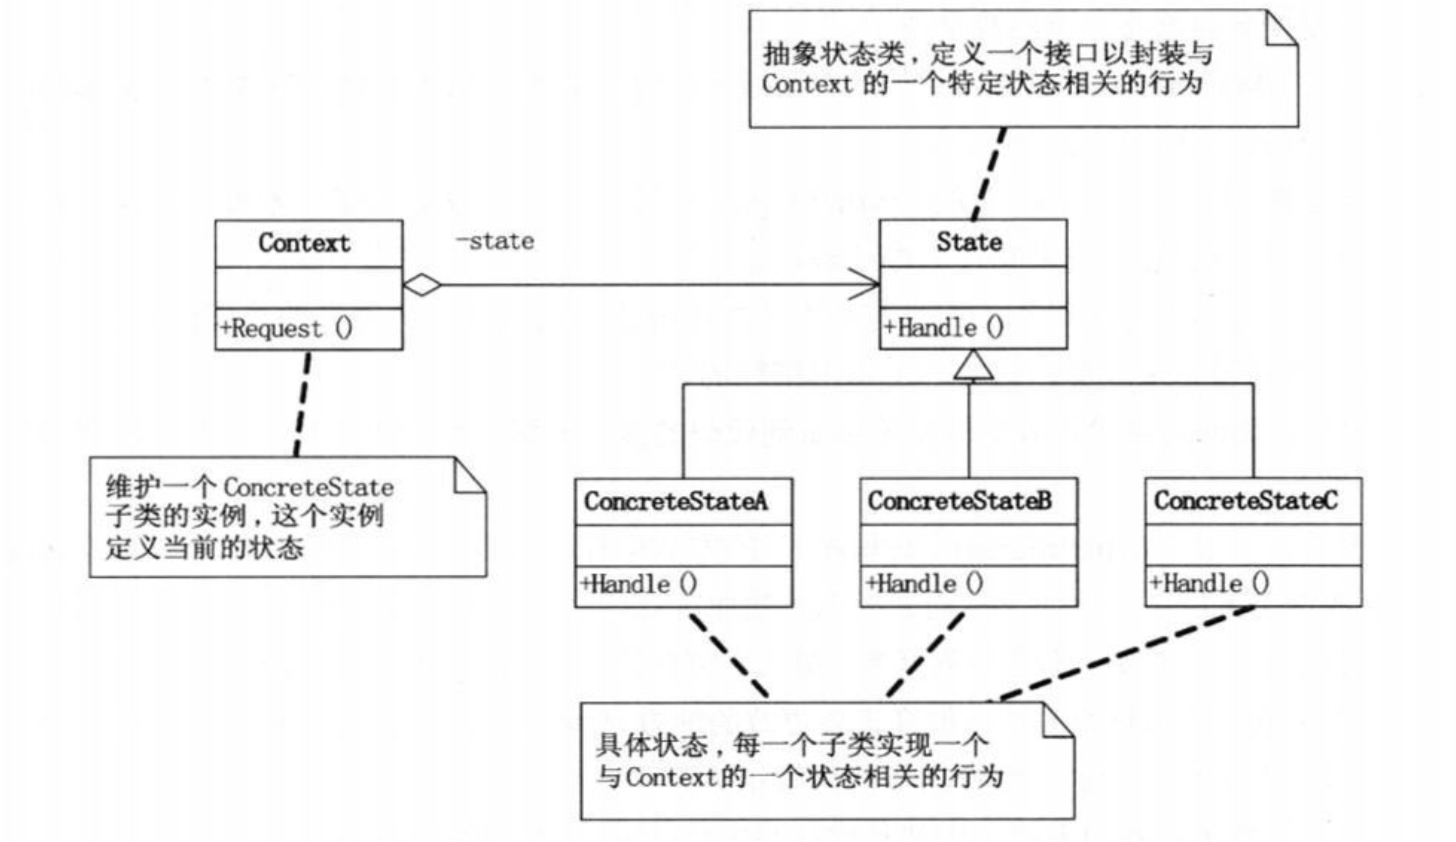 抽象状态类，定义一个接口以封装与
Context 的一个特定状态相关的行为
Context
-state
State
+Request ()
+Handle ()
维护一个 ConcreteState
子类的实例，这个实例
定义当前的状态
ConcreteStateA
ConcreteStateB
ConcreteStateC
+Handle ()
+Handle ()
+Handle ()
具体状态，每一个子类实现一个
与Context的一个状态相关的行为